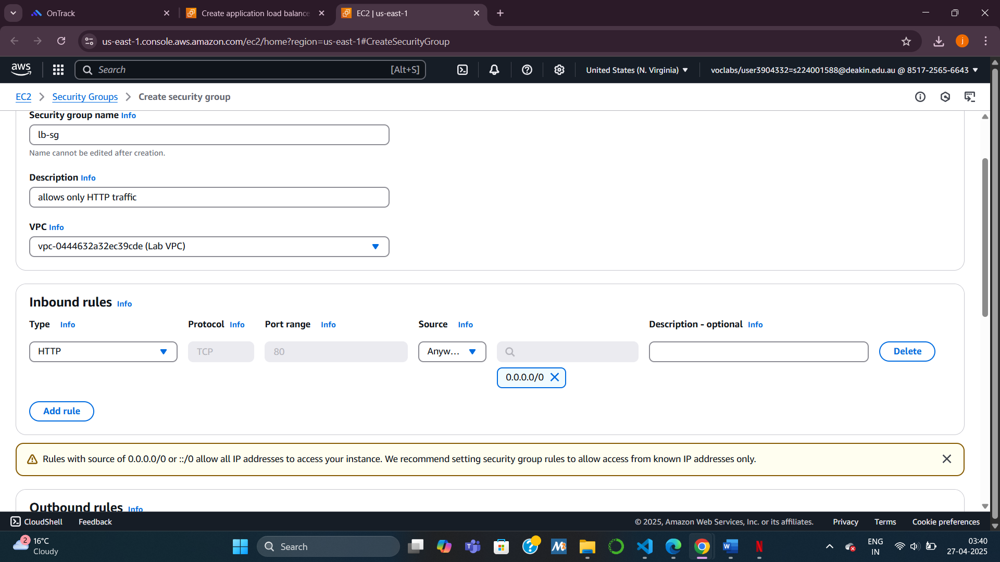 OnTrack
Create application load balance
EC2 | us-east-1
us-east-1.console.aws.amazon.com/ec2/home?region=us-east-1#CreateSecurityGroup
j
aws
Search
[Alt+S]
United States (N. Virginia)
voclabs/user3904332=s224001588@deakin.edu.au @ 8517-2565-6643
EC2 > Security Groups > Create security group
Security group name Info
lb-sg
Name cannot be edited after creation.
Description Info
allows only HTTP traffic
VPC Info
vpc-0444632a32ec39cde (Lab VPC)
Inbound rules Info
Type Info Protocol Info Port range Info Source Info Description - optional Info
HTTP TCP 80 Anyw... Delete
0.0.0.0/0
Add rule
Rules with source of 0.0.0.0/0 or ::/0 allow all IP addresses to access your instance. We recommend setting security group rules to allow access from known IP addresses only.
Outbound rules Info
CloudShell Feedback © 2025, Amazon Web Services, Inc. or its affiliates. Privacy Terms Cookie preferences
2
16°C
Cloudy
Search
ENG
IN
03:40
27-04-2025